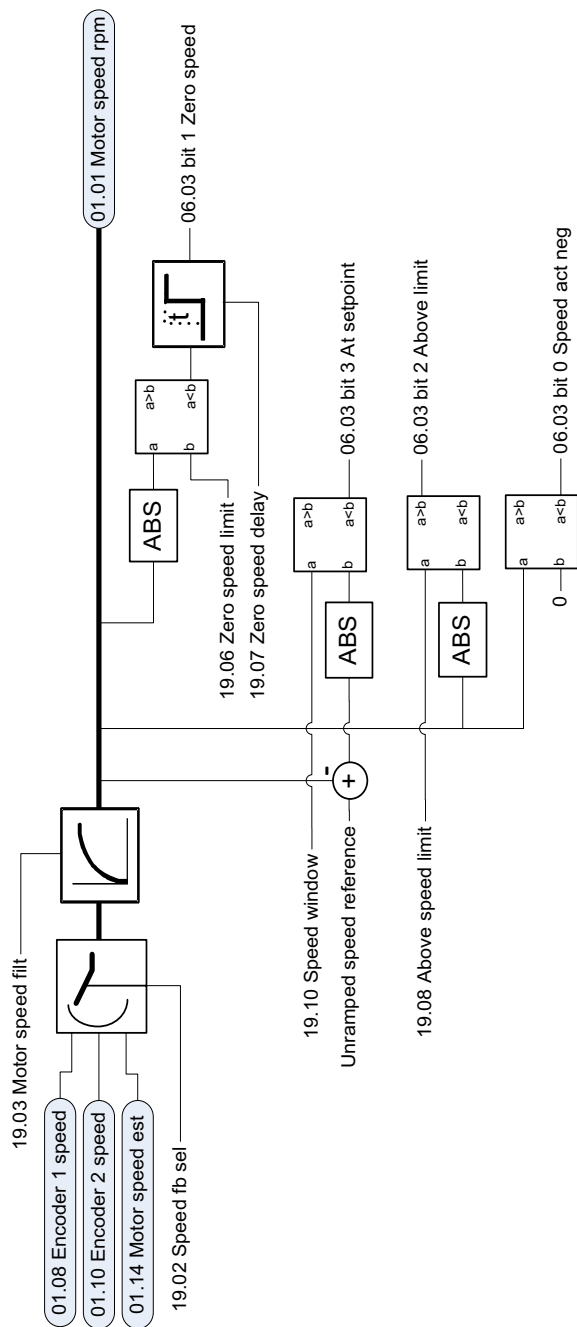 19.03 Motor speed filt
01.08 Encoder 1 speed
01.10 Encoder 2 speed
01.14 Motor speed est
19.02 Speed fb sel
01.01 Motor speed rpm
ABS
a
a>b
b
a<b
t
06.03 bit 1 Zero speed
19.06 Zero speed limit
19.07 Zero speed delay
19.10 Speed window
Unramped speed reference
+
-
ABS
a
a>b
b
a<b
06.03 bit 3 At setpoint
19.08 Above speed limit
ABS
a
a>b
b
a<b
06.03 bit 2 Above limit
0
a
a>b
b
a<b
06.03 bit 0 Speed act neg